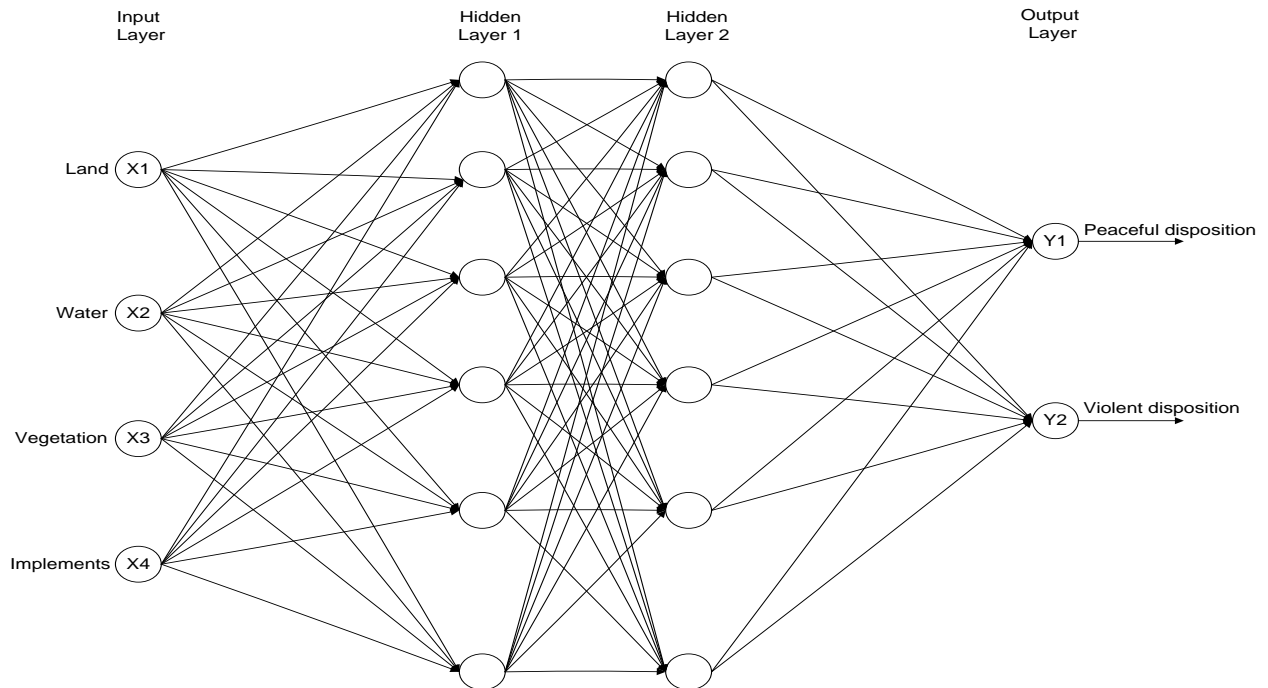 Input
Layer
Hidden
Layer 1
Hidden
Layer 2
Output
Layer
Land
X1
Water
X2
Vegetation
X3
Implements
X4
Y1
Peaceful disposition
Y2
Violent disposition